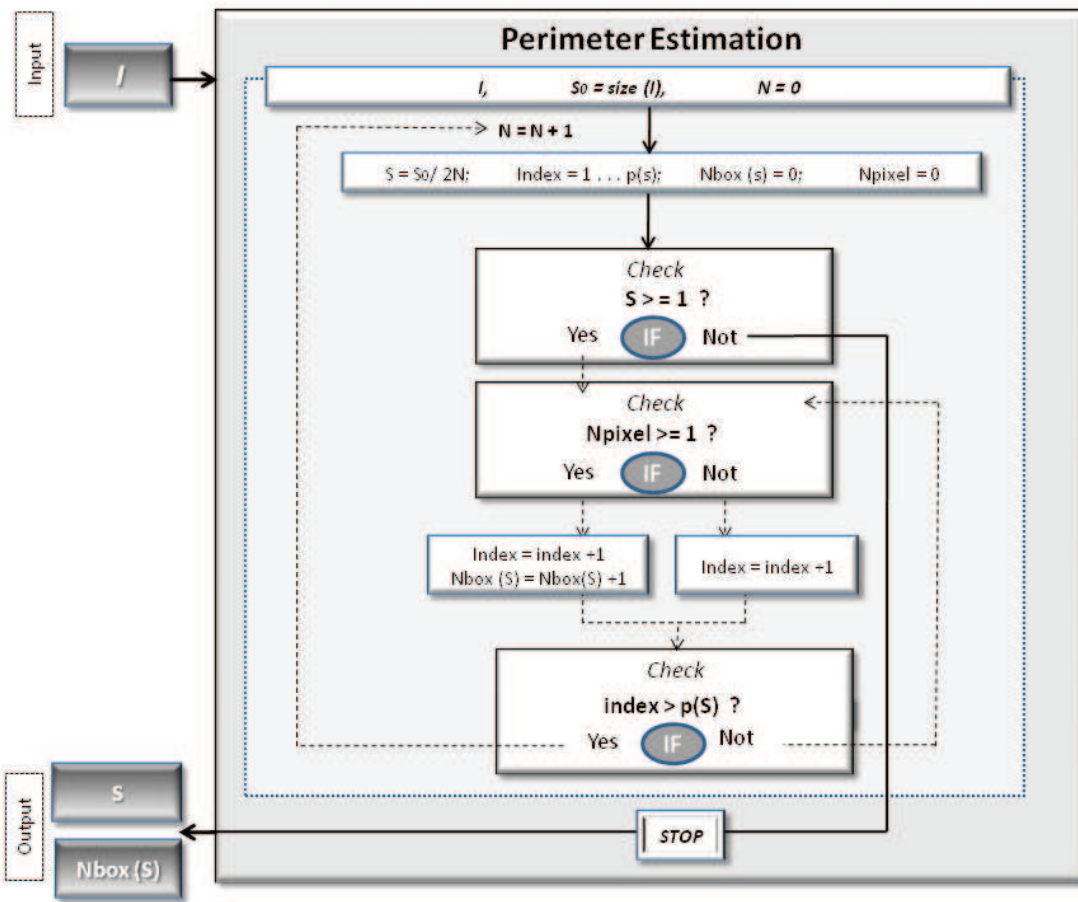 Perimeter Estimation
Input
I
I, S0 = size (I), N = 0
N = N + 1
S = S0/ 2N; Index = 1 . . . p(s); Nbox (s) = 0; Npixel = 0
Check
S > = 1 ?
Yes IF Not
Check
Npixel >= 1 ?
Yes IF Not
Index = index +1
Nbox (S) = Nbox(S) +1
Index = index +1
Check
index > p(S) ?
Yes IF Not
Output
S
Nbox (S)
STOP